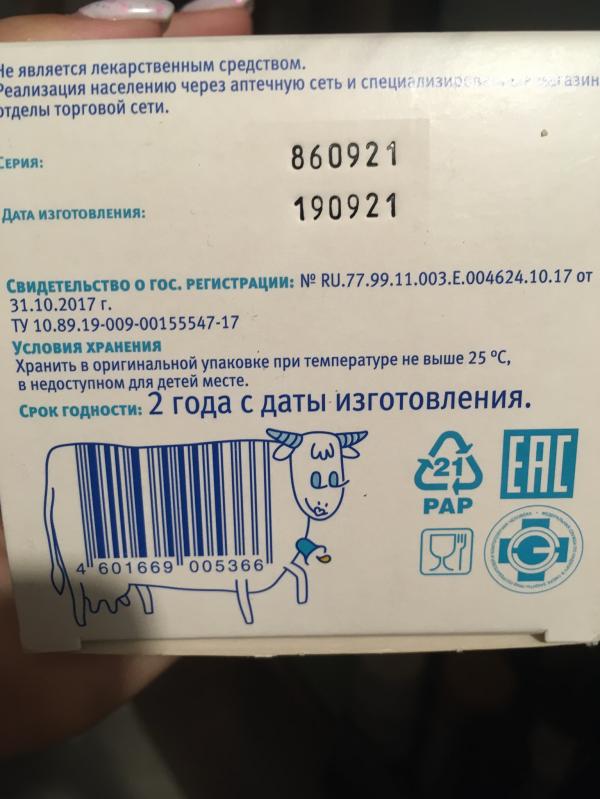 Не является лекарственным средством.
Реализация населению через аптечную сеть и
отделы торговой сети.
СЕРИЯ: 860921
ДАТА ИЗГОТОВЛЕНИЯ: 190921
СВИДЕТЕЛЬСТВО О ГОС. РЕГИСТРАЦИИ: № RU.77.99.11.003.Е.004624.10.17 от
31.10.2017 г.
ТУ 10.89.19-009-00155547-17
УСЛОВИЯ ХРАНЕНИЯ
Хранить в оригинальной упаковке при температуре не выше 25 °С,
в недоступном для детей месте.
СРОК ГОДНОСТИ: 2 года с даты изготовления.
21
PAP
EAC
4 601669 005366